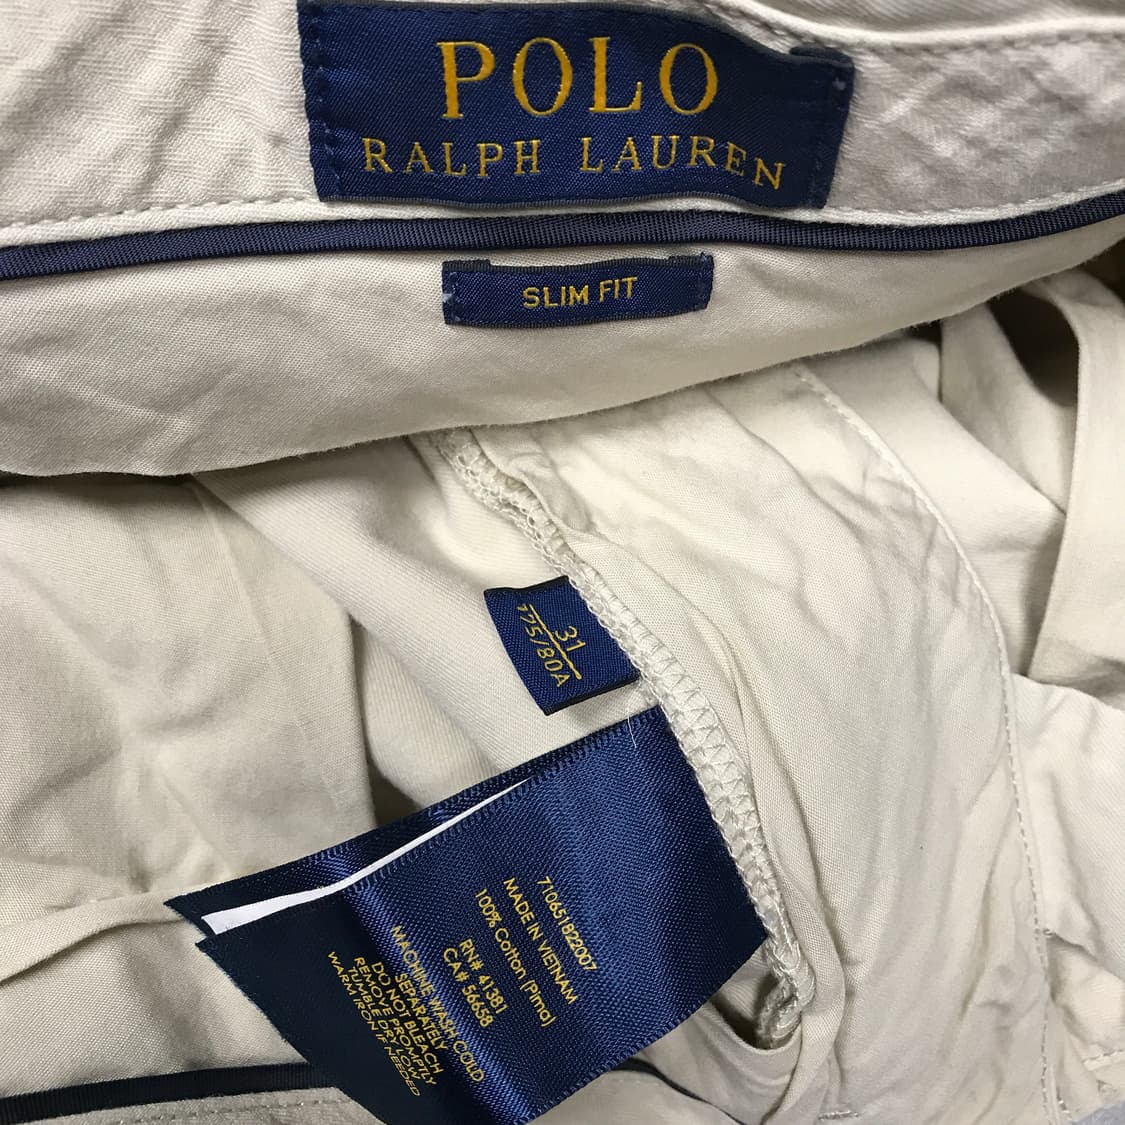 POLO
RALPH LAUREN
SLIM FIT
31
175/80A
710651822007
MADE IN VIETNAM
100% Cotton (Pima)
RN# 41381
CA# 56658
MACHINE WASH COLD
SEPARATELY
DO NOT BLEACH
REMOVE PROMPTLY
TUMBLE DRY LOW
WARM IRON IF NEEDED